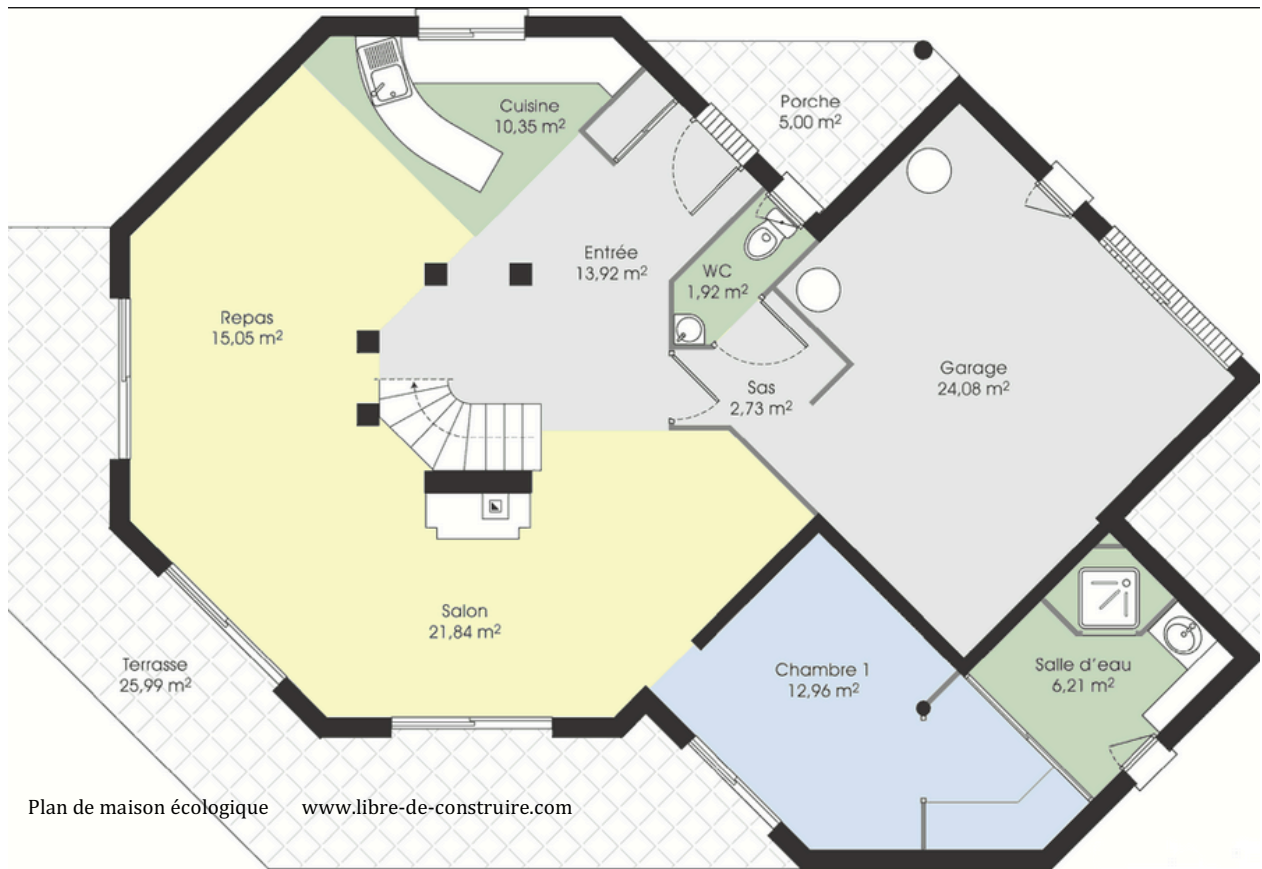 Cuisine
10,35 m²
Porche
5,00 m²
Entrée
13,92 m²
WC
1,92 m²
Repas
15,05 m²
Garage
24,08 m²
Sas
2,73 m²
Salon
21,84 m²
Terrasse
25,99 m²
Chambre 1
12,96 m²
Salle d'eau
6,21 m²
Plan de maison écologique www.libre-de-construire.com